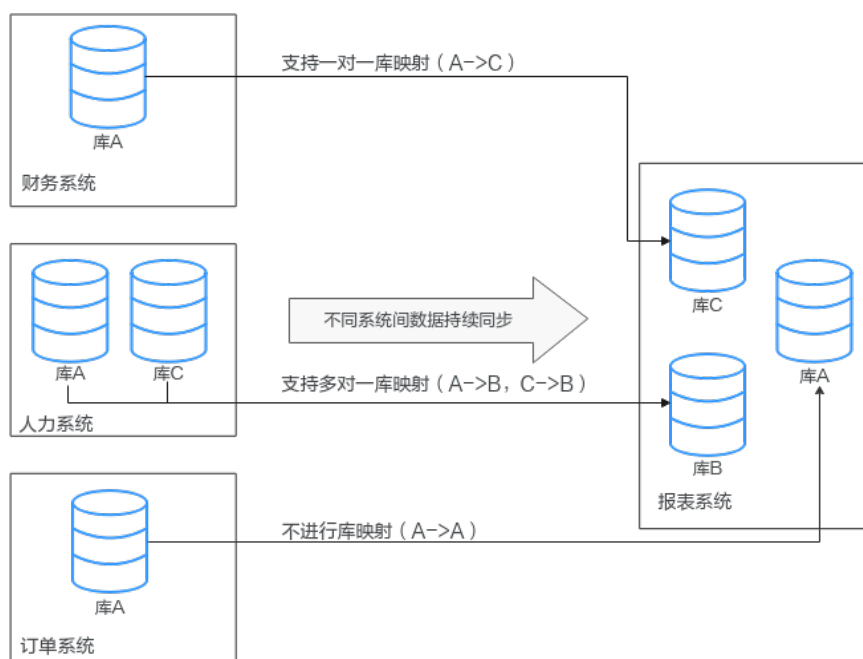 支持一对一库映射（A->C）
库A
财务系统
不同系统间数据持续同步
库C
库A
库A
库C
支持多对一库映射（A->B，C->B）
人力系统
库B
报表系统
不进行库映射（A->A）
库A
订单系统